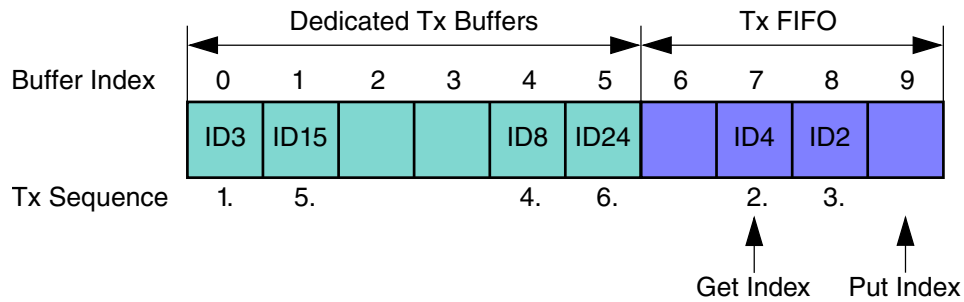 Dedicated Tx Buffers Tx FIFO
Buffer Index 0 1 2 3 4 5 6 7 8 9
ID3 ID15 ID8 ID24 ID4 ID2
Tx Sequence 1. 5. 4. 6. 2. 3.
Get Index Put Index